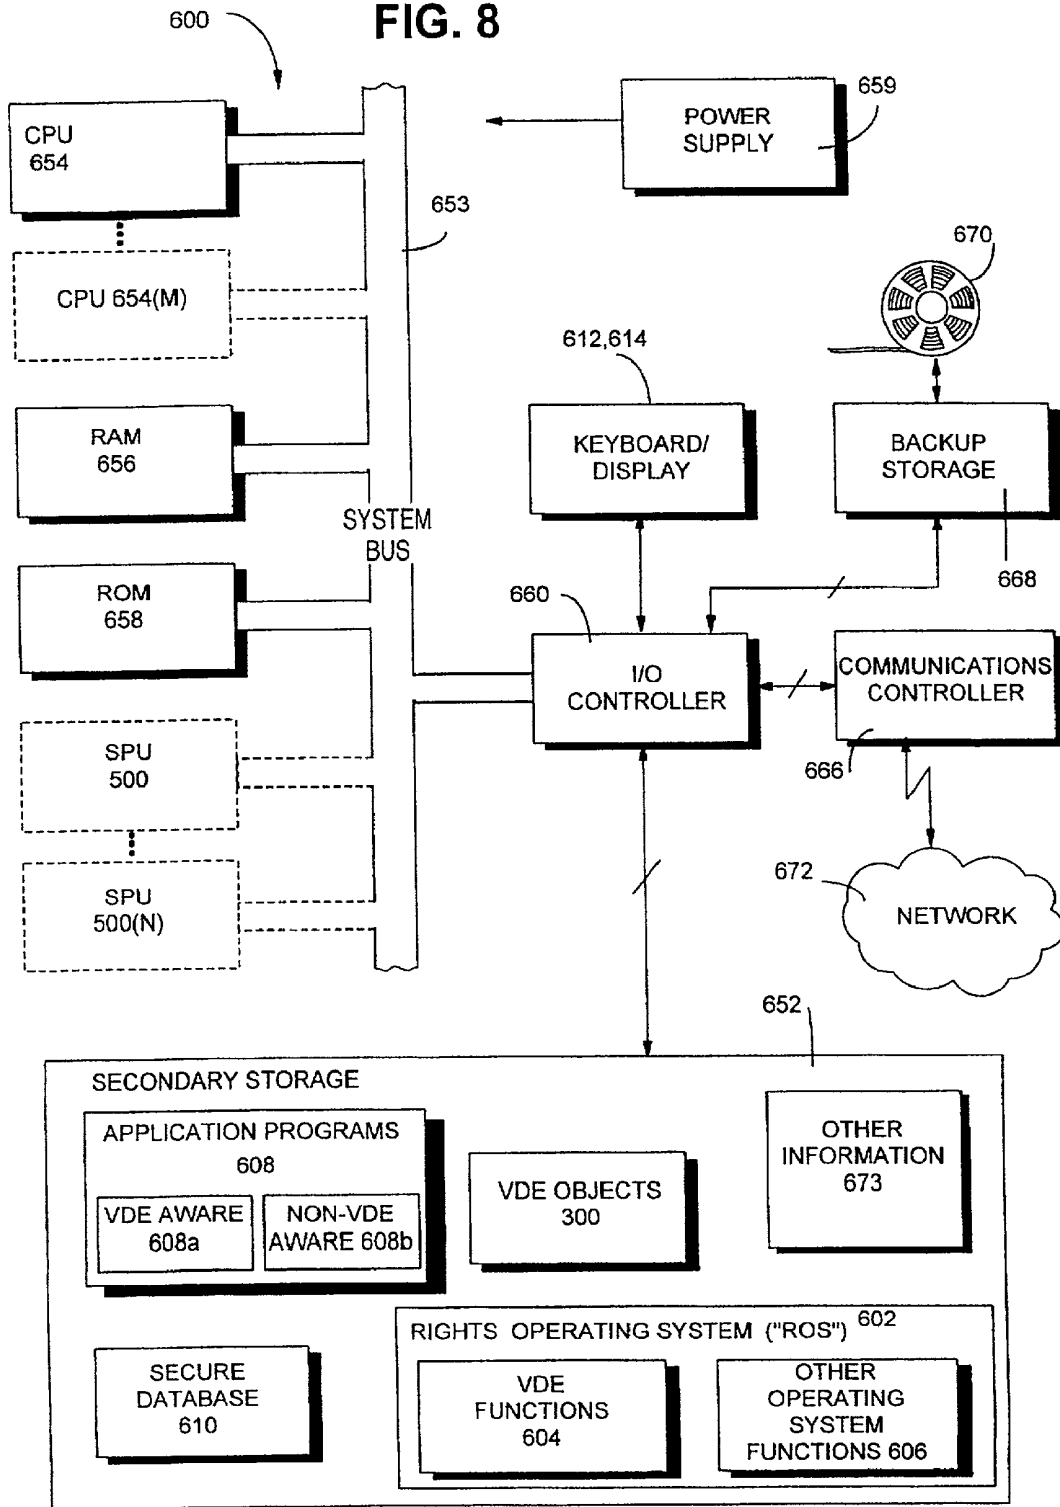 FIG. 8
600
CPU
654
CPU 654(M)
RAM
656
ROM
658
SPU
500
SPU
500(N)
SYSTEM
BUS
653
POWER
SUPPLY
659
670
612,614
KEYBOARD/
DISPLAY
BACKUP
STORAGE
668
660
I/O
CONTROLLER
COMMUNICATIONS
CONTROLLER
666
672
NETWORK
652
SECONDARY STORAGE
APPLICATION PROGRAMS
608
VDE AWARE
608a
NON-VDE
AWARE 608b
VDE OBJECTS
300
OTHER
INFORMATION
673
SECURE
DATABASE
610
RIGHTS OPERATING SYSTEM ("ROS") 602
VDE
FUNCTIONS
604
OTHER
OPERATING
SYSTEM
FUNCTIONS 606